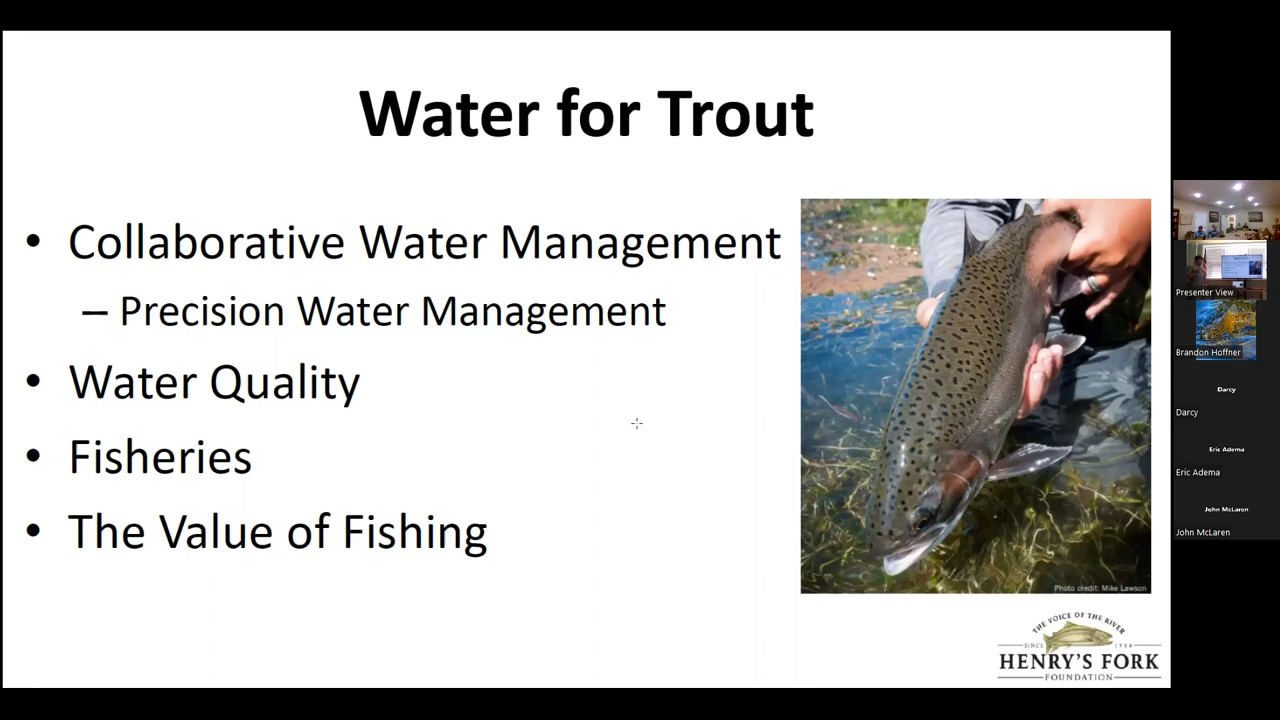 Water for Trout
• Collaborative Water Management
– Precision Water Management
• Water Quality
• Fisheries
• The Value of Fishing
Photo credit: Mike Lawson
THE VOICE OF THE RIVER
SINCE 1984
HENRY'S FORK
FOUNDATION
Presenter View
Brandon Hoffner
Darcy
Darcy
Eric Adema
Eric Adema
John McLaren
John McLaren